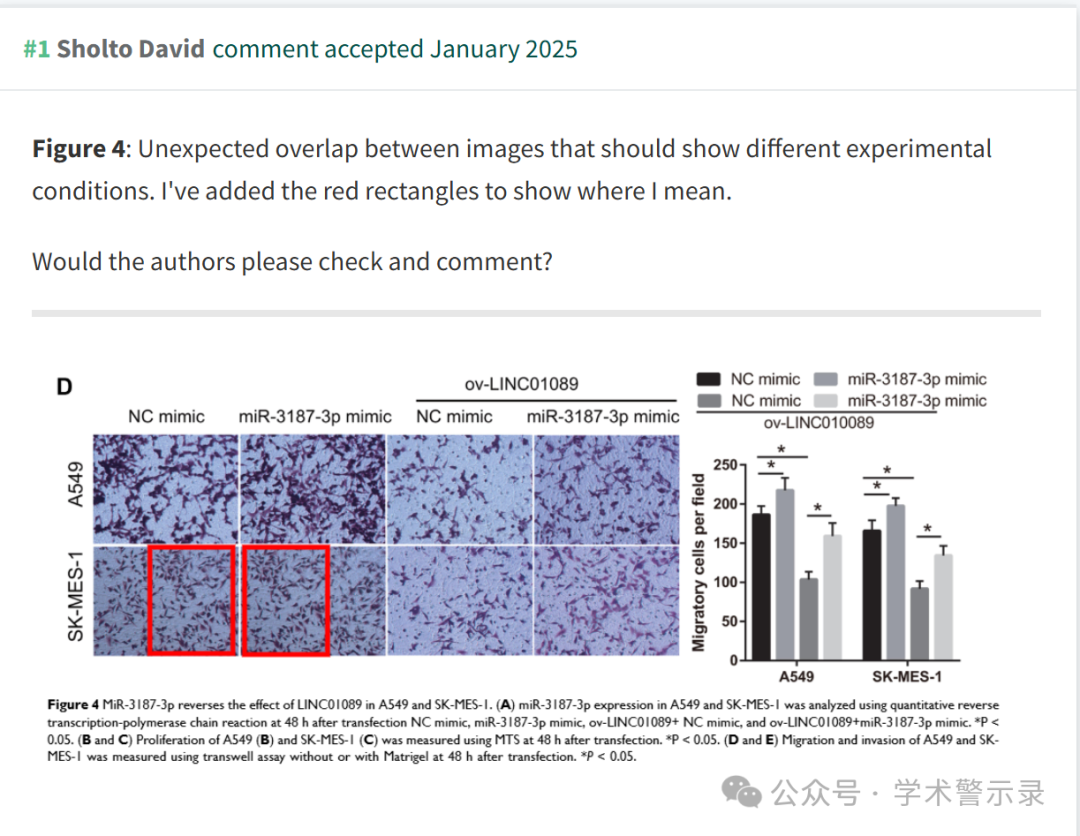 #1 Sholto David comment accepted January 2025
Figure 4: Unexpected overlap between images that should show different experimental
conditions. I've added the red rectangles to show where I mean.
Would the authors please check and comment?
D
ov-LINC01089
NC mimic miR-3187-3p mimic NC mimic miR-3187-3p mimic
A549
SK-MES-1
NC mimic miR-3187-3p mimic
NC mimic miR-3187-3p mimic
ov-LINC010089
Migratory cells per field
250
200
150
100
50
0
* * * * * *
A549 SK-MES-1
Figure 4 MiR-3187-3p reverses the effect of LINC01089 in A549 and SK-MES-1. (A) miR-3187-3p expression in A549 and SK-MES-1 was analyzed using quantitative reverse
transcription-polymerase chain reaction at 48 h after transfection NC mimic, miR-3187-3p mimic, ov-LINC01089+ NC mimic, and ov-LINC01089+miR-3187-3p mimic. *P <
0.05. (B and C) Proliferation of A549 (B) and SK-MES-1 (C) was measured using MTS at 48 h after transfection. *P < 0.05. (D and E) Migration and invasion of A549 and SK-
MES-1 was measured using transwell assay without or with Matrigel at 48 h after transfection. *P < 0.05.
公众号 · 学术警示录